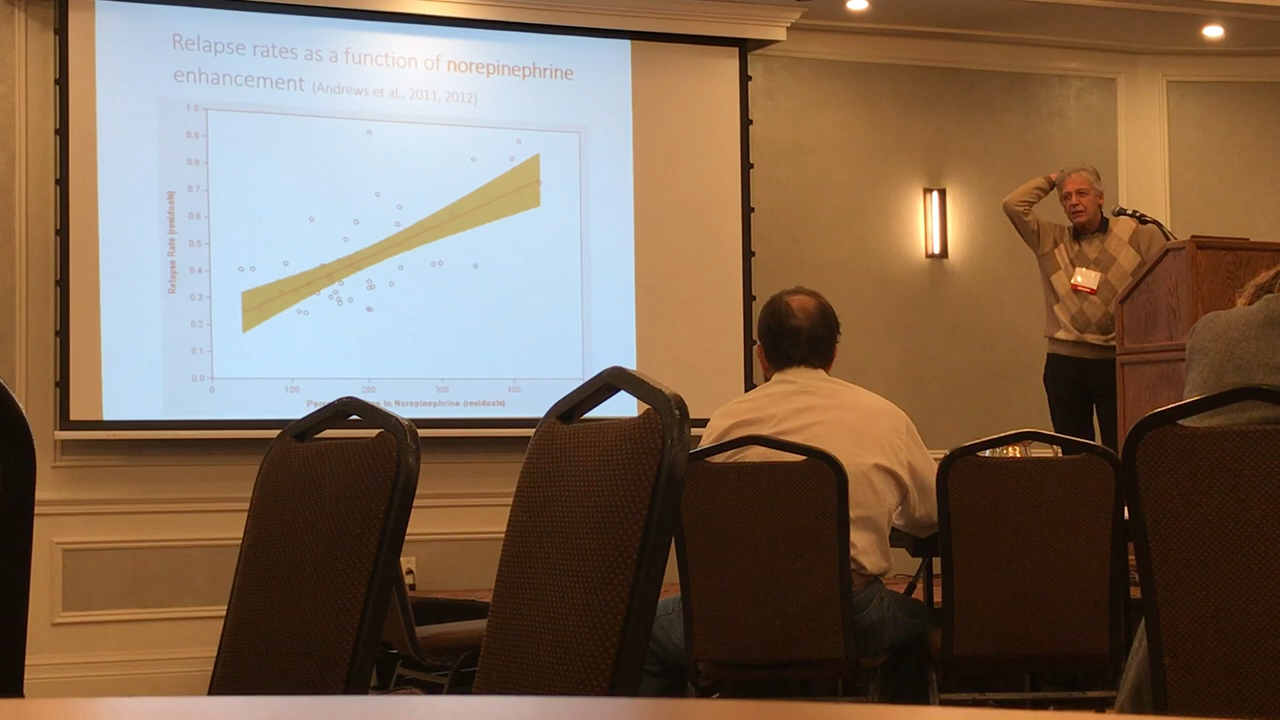 Relapse rates as a function of norepinephrine
enhancement (Andrews et al., 2011, 2012)
1.0
0.9
0.8
0.7
0.6
0.5
0.4
0.3
0.2
0.1
0.0
Relapse Rate (residuals)
0 100 200 300 400
in Norepinephrine (residuals)